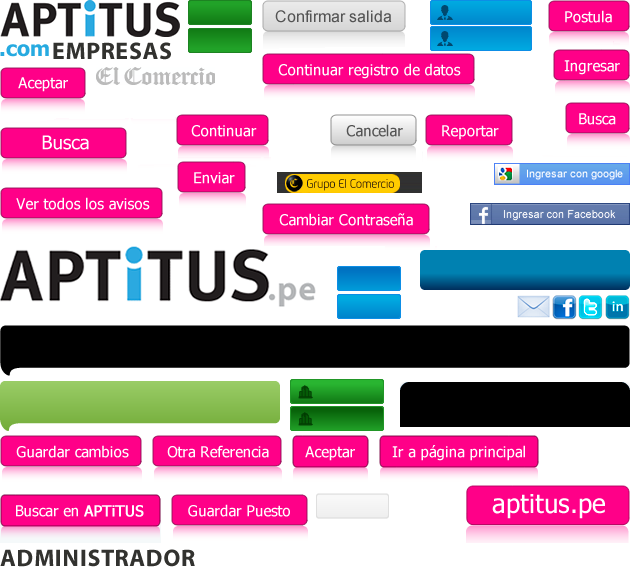 APTiTUS
.com EMPRESAS
Confirmar salida
Postula
Aceptar
El Comercio
Continuar registro de datos
Ingresar
Busca
Continuar
Cancelar
Reportar
Busca
Enviar
Grupo El Comercio
Ingresar con google
Ver todos los avisos
Cambiar Contraseña
Ingresar con Facebook
APTiTUS.pe
Guardar cambios
Otra Referencia
Aceptar
Ir a página principal
Buscar en APTiTUS
Guardar Puesto
aptitus.pe
ADMINISTRADOR